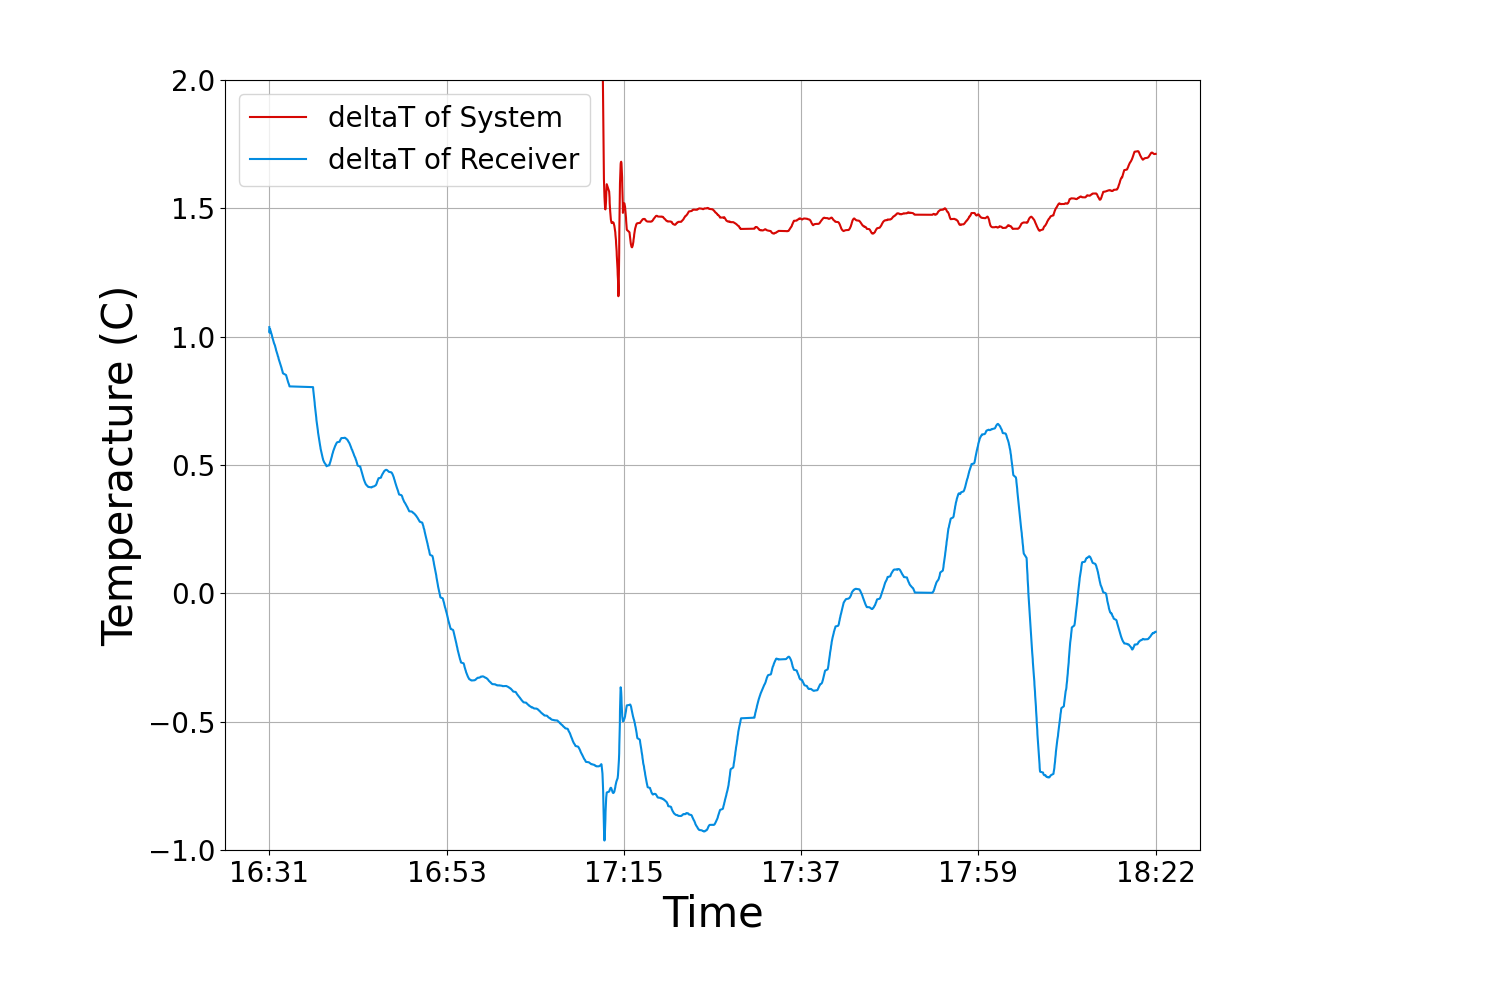 deltaT of System
deltaT of Receiver
2.0
1.5
1.0
0.5
0.0
−0.5
−1.0
Temperacture (C)
16:31 16:53 17:15 17:37 17:59 18:22
Time